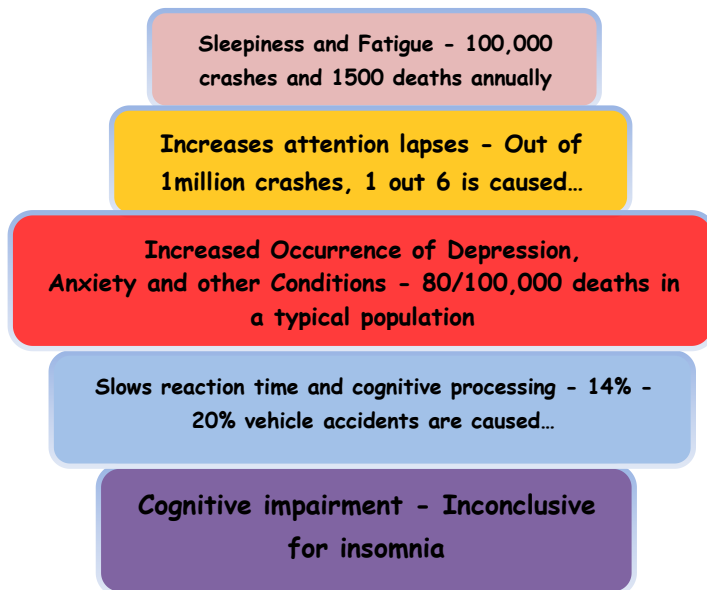 Sleepiness and Fatigue - 100,000
crashes and 1500 deaths annually
Increases attention lapses - Out of
1million crashes, 1 out 6 is caused…
Increased Occurrence of Depression,
Anxiety and other Conditions - 80/100,000 deaths in
a typical population
Slows reaction time and cognitive processing - 14% -
20% vehicle accidents are caused…
Cognitive impairment - Inconclusive
for insomnia